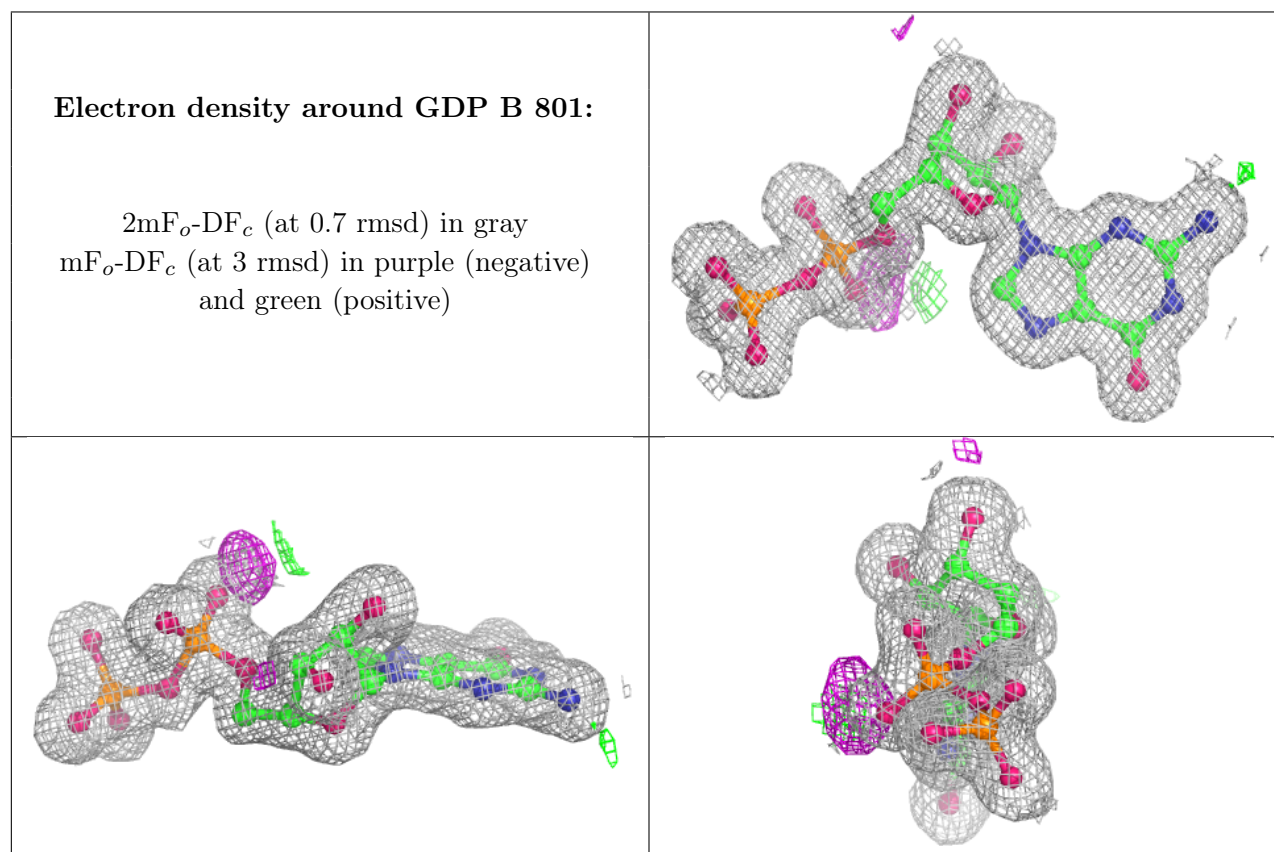 Electron density around GDP B 801:
2mFₒ-DF𝒸 (at 0.7 rmsd) in gray
mFₒ-DF𝒸 (at 3 rmsd) in purple (negative)
and green (positive)